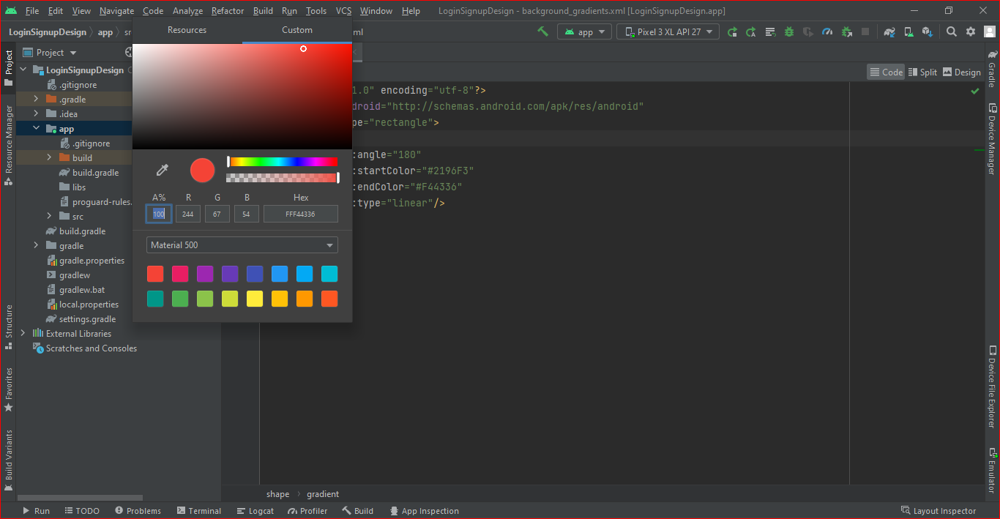 File Edit View Navigate Code Analyze Refactor Build Run Tools VCS Window Help LoginSignupDesign - background_gradients.xml [LoginSignupDesign.app]
LoginSignupDesign app sr ml app Pixel 3 XL API 27
Resources Custom
Project
Code Split Design
LoginSignupDesign
.gitignore
.gradle
.idea
app
.gitignore
build
build.gradle
libs
proguard-rules.
src
build.gradle
gradle
gradle.properties
gradlew
gradlew.bat
local.properties
settings.gradle
External Libraries
Scratches and Consoles
A% R G B Hex
100 244 67 54 FFF44336
Material 500
1.0" encoding="utf-8"?>
droid="http://schemas.android.com/apk/res/android"
pe="rectangle">
:angle="180"
:startColor="#2196F3"
:endColor="#F44336"
:type="linear"/>
Project
Resource Manager
Structure
Favorites
Build Variants
Gradle
Device Manager
Device File Explorer
Emulator
shape gradient
Run TODO Problems Terminal Logcat Profiler Build App Inspection Layout Inspector